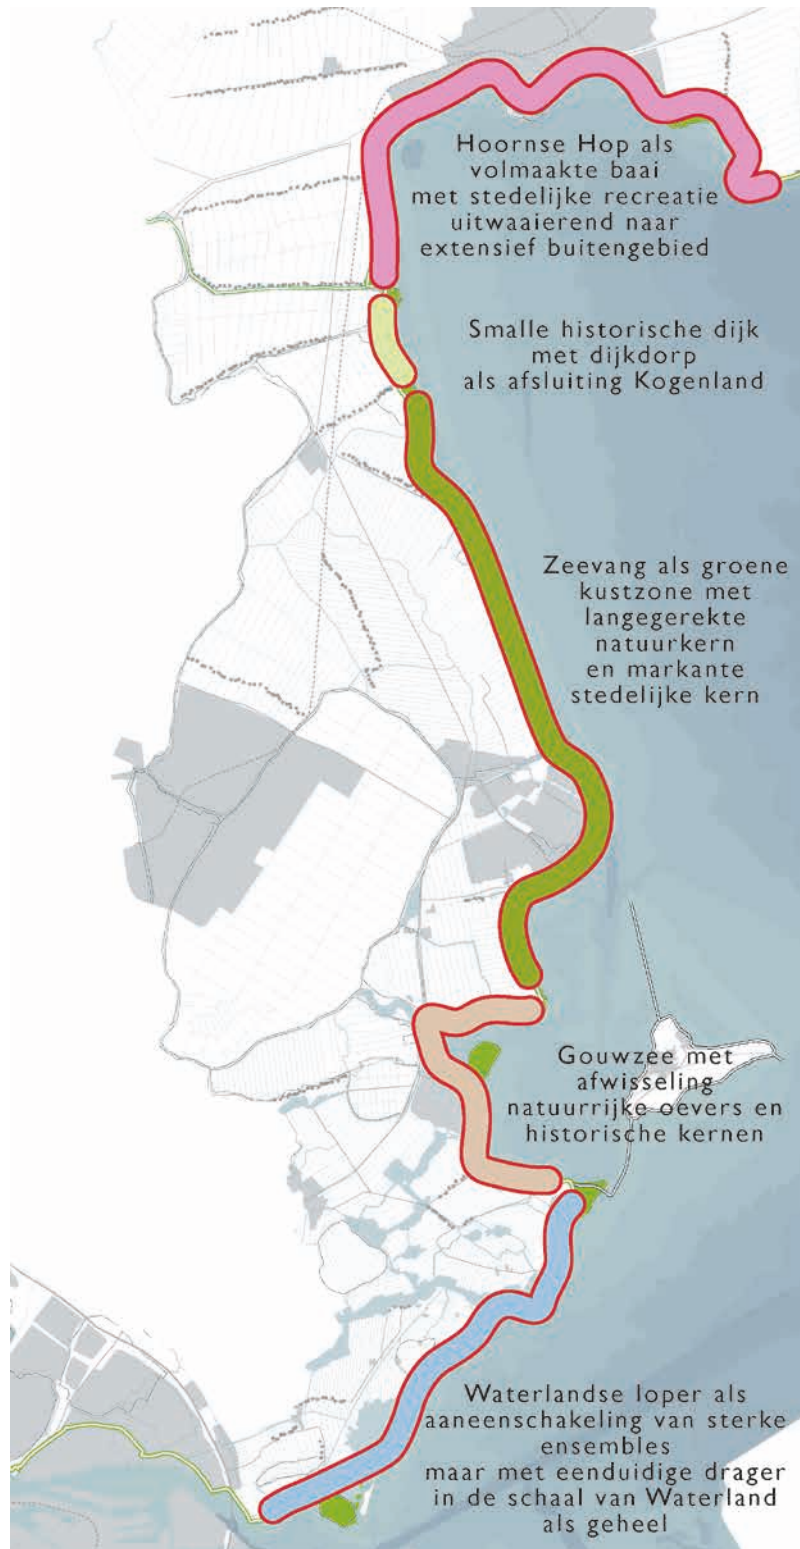 Hoornse Hop als
volmaakte baai
met stedelijke recreatie
uitwaaierend naar
extensief buitengebied
Smalle historische dijk
met dijkdorp
als afsluiting Kogenland
Zeevang als groene
kustzone met
langegerekte
natuurkern
en markante
stedelijke kern
Gouwzee met
afwisseling
natuurrijke oevers en
historische kernen
Waterlandse loper als
aaneenschakeling van sterke
ensembles
maar met eenduidige drager
in de schaal van Waterland
als geheel